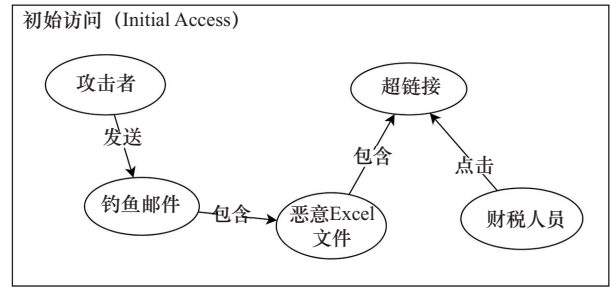 初始访问（Initial Access）
攻击者
超链接
发送
包含
点击
钓鱼邮件
包含
恶意Excel
文件
财税人员